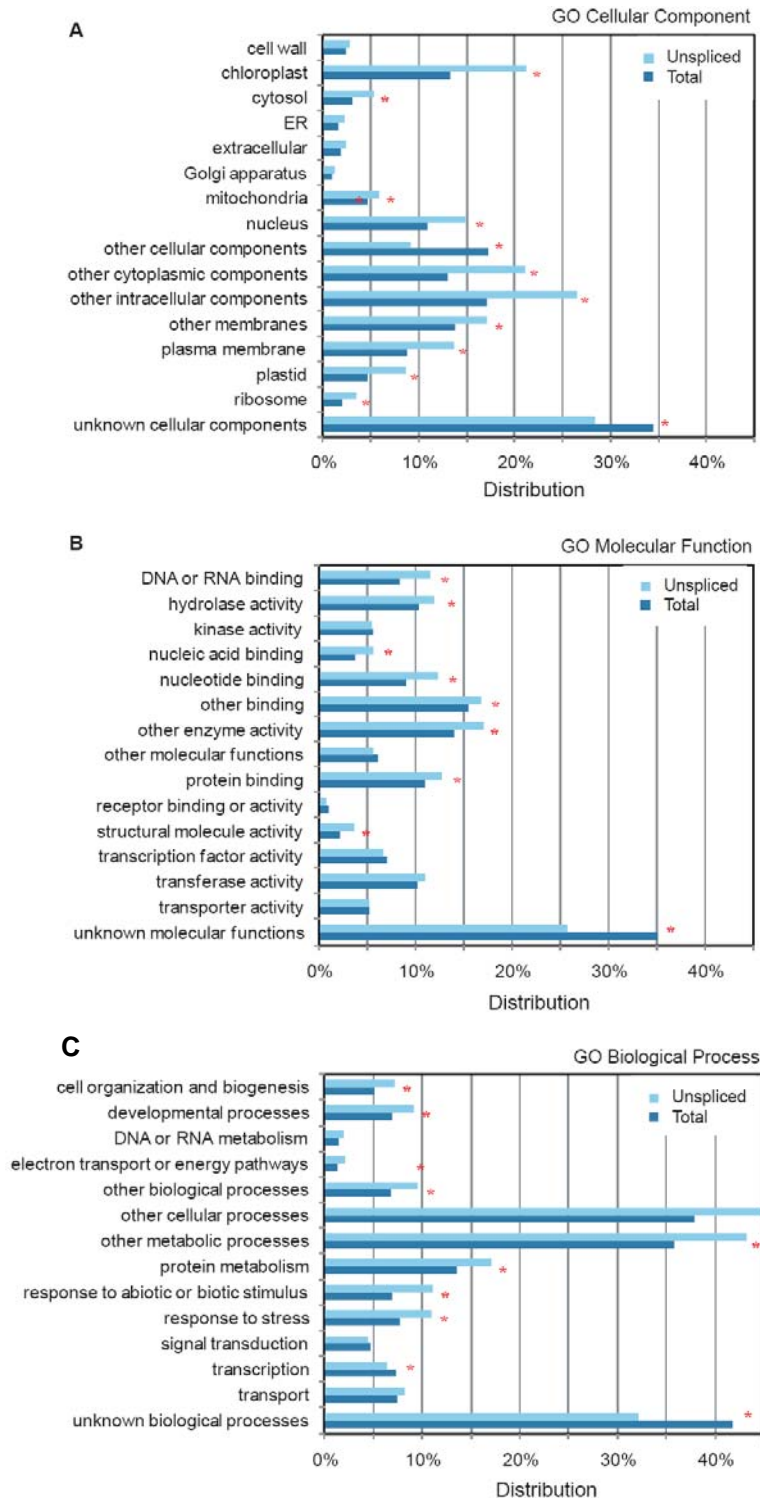 A
GO Cellular Component
Unspliced
Total
cell wall
chloroplast
*
cytosol
*
ER
extracellular
Golgi apparatus
mitochondria
* *
nucleus
*
other cellular components
*
other cytoplasmic components
*
other intracellular components
*
other membranes
*
plasma membrane
*
plastid
*
ribosome
*
unknown cellular components
*
0% 10% 20% 30% 40%
Distribution
B
GO Molecular Function
Unspliced
Total
DNA or RNA binding
*
hydrolase activity
*
kinase activity
nucleic acid binding
*
nucleotide binding
*
other binding
*
other enzyme activity
*
other molecular functions
protein binding
*
receptor binding or activity
structural molecule activity
*
transcription factor activity
transferase activity
transporter activity
unknown molecular functions
*
0% 10% 20% 30% 40%
Distribution
C
GO Biological Process
Unspliced
Total
cell organization and biogenesis
*
developmental processes
*
DNA or RNA metabolism
electron transport or energy pathways
*
other biological processes
*
other cellular processes
other metabolic processes
*
protein metabolism
*
response to abiotic or biotic stimulus
*
response to stress
*
signal transduction
transcription
*
transport
unknown biological processes
*
0% 10% 20% 30% 40%
Distribution